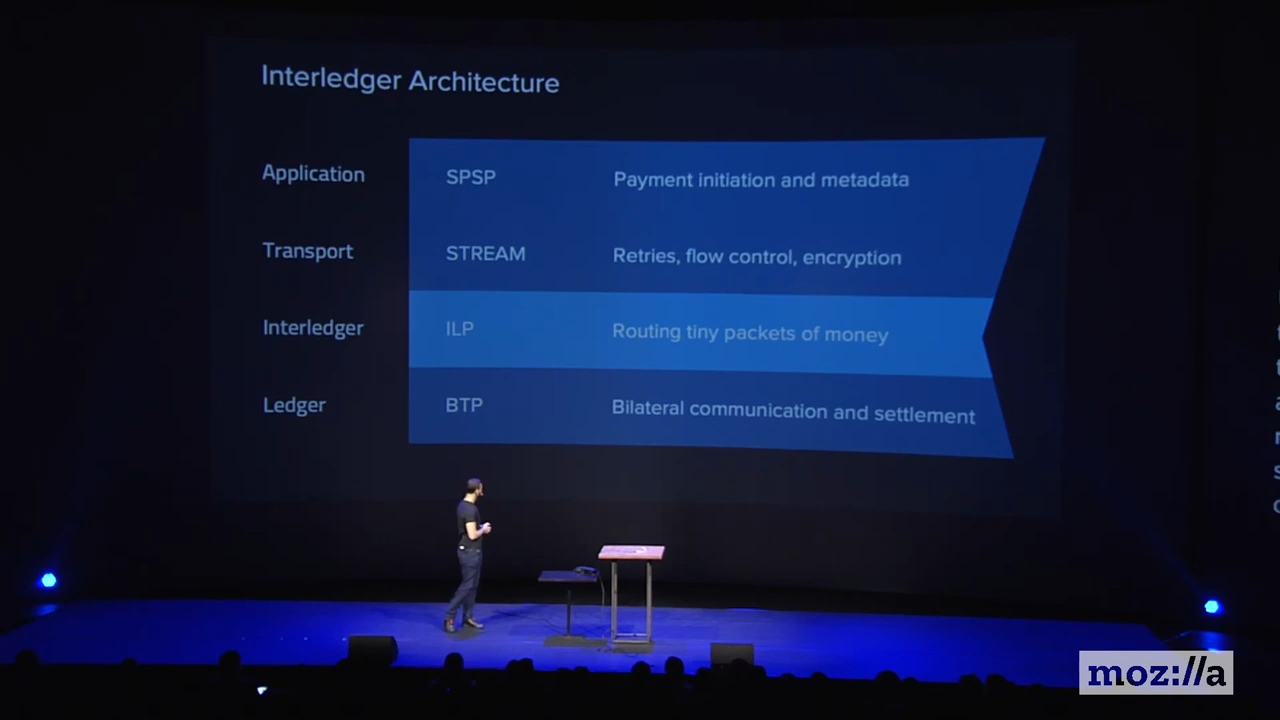 Interledger Architecture
Application SPSP Payment initiation and metadata
Transport STREAM Retries, flow control, encryption
Interledger ILP Routing tiny packets of money
Ledger BTP Bilateral communication and settlement
moz://a